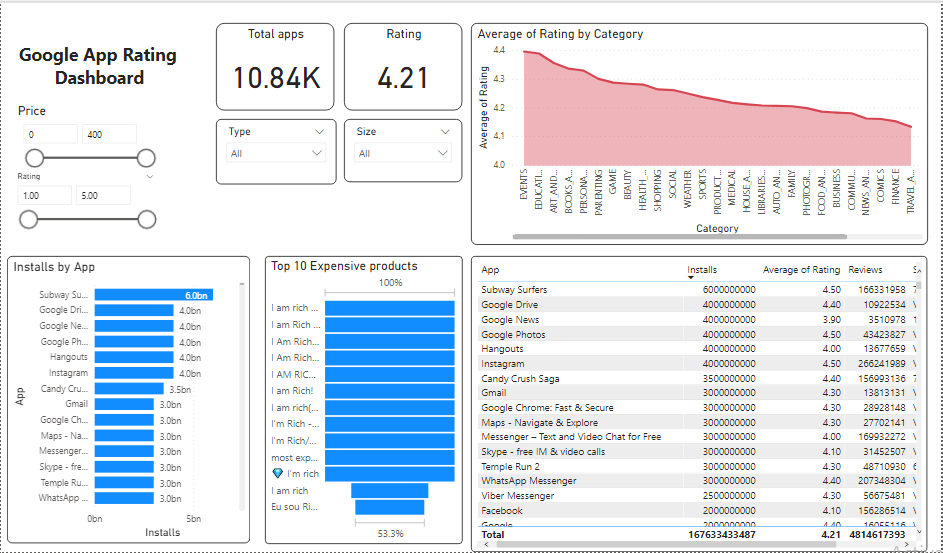 Google App Rating
Dashboard
Price
0 400
Rating
1.00 5.00
Total apps
10.84K
Rating
4.21
Type
All
Size
All
Average of Rating by Category
Average of Rating
4.4
4.3
4.2
4.1
4.0
EVENTS
EDUCATI...
ART_AND...
BOOKS_A...
PERSONA...
PARENTING
GAME
BEAUTY
HEALTH_...
SHOPPING
SOCIAL
WEATHER
SPORTS
PRODUCT...
MEDICAL
HOUSE_A...
LIBRARIES...
AUTO_AN...
FAMILY
PHOTOGR...
FOOD_AN...
BUSINESS
COMMU...
NEWS_AN...
COMICS
FINANCE
TRAVEL_A...
Category
Installs by App
App
Subway Su... 6.0bn
Google Dri... 4.0bn
Google Ne... 4.0bn
Google Ph... 4.0bn
Hangouts 4.0bn
Instagram 4.0bn
Candy Cru... 3.5bn
Gmail 3.0bn
Google Ch... 3.0bn
Maps - Na... 3.0bn
Messenger... 3.0bn
Skype - fre... 3.0bn
Temple Ru... 3.0bn
WhatsApp ... 3.0bn
0bn 5bn
Installs
Top 10 Expensive products
100%
I am rich ...
I am Rich ...
I Am Rich...
I Am Rich...
I AM RIC...
I am Rich!
I am rich(...
I'm Rich -...
I'm Rich/...
most exp...
💎 I'm rich
I am rich
Eu sou Ri...
53.3%
App Installs Average of Rating Reviews
Subway Surfers 6000000000 4.50 166331958 7
Google Drive 4000000000 4.40 10922534 V
Google News 4000000000 3.90 3510978 1
Google Photos 4000000000 4.50 43423827 V
Hangouts 4000000000 4.00 13677659 V
Instagram 4000000000 4.50 266241989 V
Candy Crush Saga 3500000000 4.40 156993136 7
Gmail 3000000000 4.30 13813131 V
Google Chrome: Fast & Secure 3000000000 4.30 28928148 V
Maps - Navigate & Explore 3000000000 4.30 27702141 V
Messenger – Text and Video Chat for Free 3000000000 4.00 169932272 V
Skype - free IM & video calls 3000000000 4.10 31452507 V
Temple Run 2 3000000000 4.30 48710930 6
WhatsApp Messenger 3000000000 4.40 207348304 V
Viber Messenger 2500000000 4.30 56675481 V
Facebook 2000000000 4.10 156286514 V
Google 2000000000 4.40 16055116 V
Total 167633433487 4.21 4814617393